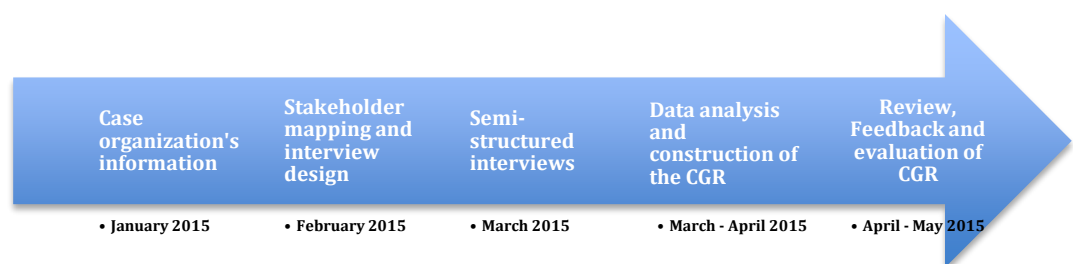 Case
organization's
information
Stakeholder
mapping and
interview
design
Semi-
structured
interviews
Data analysis
and
construction of
the CGR
Review,
Feedback and
evaluation of
CGR
• January 2015
• February 2015
• March 2015
• March - April 2015
• April - May 2015